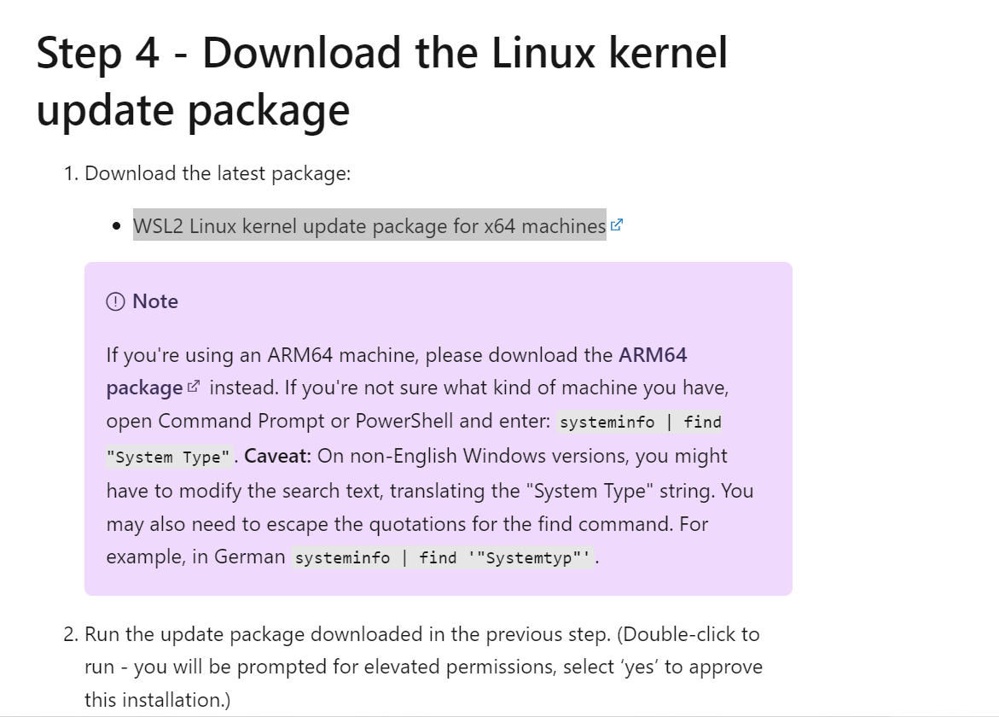 Step 4 - Download the Linux kernel
update package
1. Download the latest package:
• WSL2 Linux kernel update package for x64 machines
Note
If you're using an ARM64 machine, please download the ARM64
package instead. If you're not sure what kind of machine you have,
open Command Prompt or PowerShell and enter: systeminfo | find
"System Type". Caveat: On non-English Windows versions, you might
have to modify the search text, translating the "System Type" string. You
may also need to escape the quotations for the find command. For
example, in German systeminfo | find '"Systemtyp"'.
2. Run the update package downloaded in the previous step. (Double-click to
run - you will be prompted for elevated permissions, select ‘yes’ to approve
this installation.)